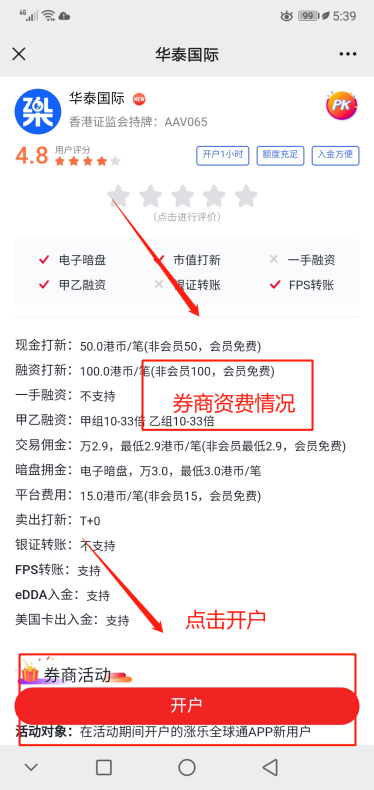 4G 99 5:39
华泰国际
华泰国际 NEW
香港证监会持牌：AAV065
PK
4.8 用户评分
开户1小时 额度充足 入金方便
(点击进行评价)
电子暗盘 市值打新 一手融资
甲乙融资 银证转账 FPS转账
现金打新：50.0港币/笔(非会员50，会员免费)
融资打新：100.0港币/笔(非会员100，会员免费)
一手融资：不支持
券商资费情况
甲乙融资：甲组10-33倍 乙组10-33倍
交易佣金：万2.9，最低2.9港币/笔(非会员最低2.9，会员免费)
暗盘拥金：电子暗盘，万3.0，最低3.0港币/笔
平台费用：15.0港币/笔(非会员15，会员免费)
卖出打新：T+0
银证转账：不支持
FPS转账：支持
eDDA入金：支持
美国卡出入金：支持
点击开户
券商活动
开户
活动对象：在活动期间开户的涨乐全球通APP新用户